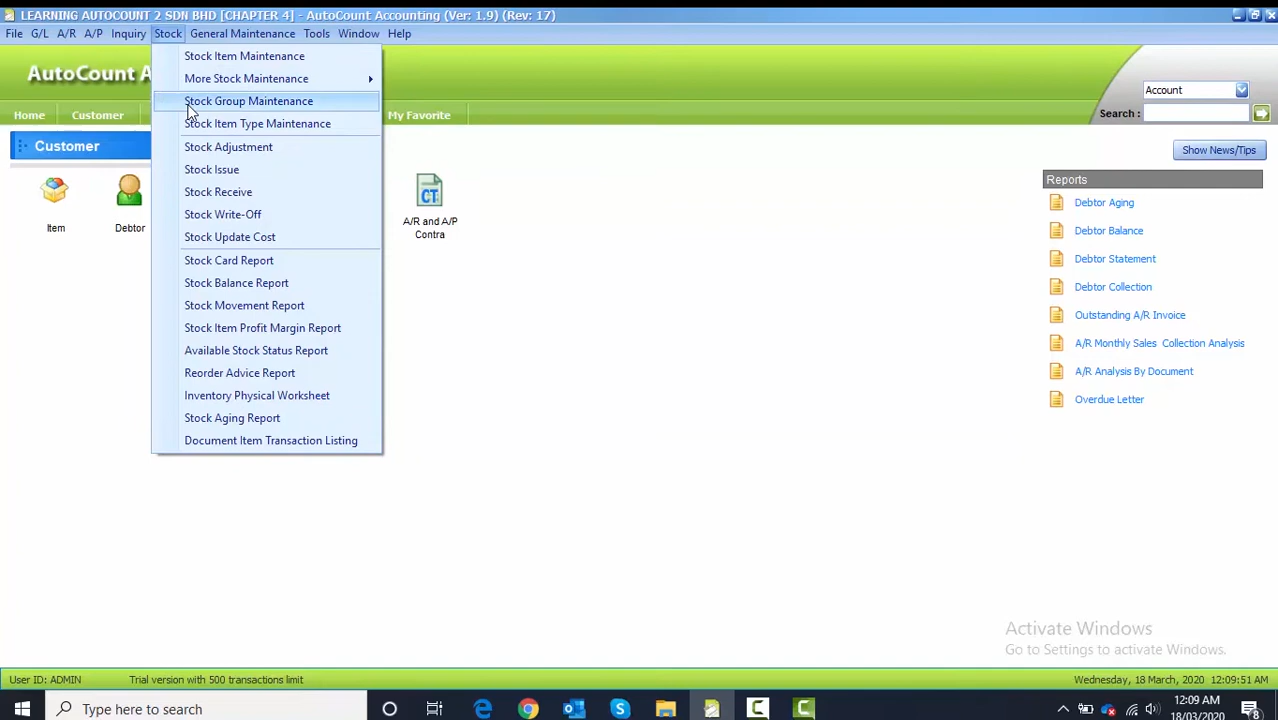 LEARNING AUTOCOUNT 2 SDN BHD [CHAPTER 4] - AutoCount Accounting (Ver: 1.9) (Rev: 17)
File G/L A/R A/P Inquiry Stock General Maintenance Tools Window Help
AutoCount A
Account
Search :
Home Customer My Favorite
Stock Item Maintenance
More Stock Maintenance
Stock Group Maintenance
Stock Item Type Maintenance
Stock Adjustment
Stock Issue
Stock Receive
Stock Write-Off
Stock Update Cost
Stock Card Report
Stock Balance Report
Stock Movement Report
Stock Item Profit Margin Report
Available Stock Status Report
Reorder Advice Report
Inventory Physical Worksheet
Stock Aging Report
Document Item Transaction Listing
Customer
Item
Debtor
CT
A/R and A/P
Contra
Show News/Tips
Reports
Debtor Aging
Debtor Balance
Debtor Statement
Debtor Collection
Outstanding A/R Invoice
A/R Monthly Sales Collection Analysis
A/R Analysis By Document
Overdue Letter
Activate Windows
Go to Settings to activate Windows.
User ID: ADMIN Trial version with 500 transactions limit Wednesday, 18 March, 2020 12:09:51 AM
Type here to search
12:09 AM
18/03/2020
8